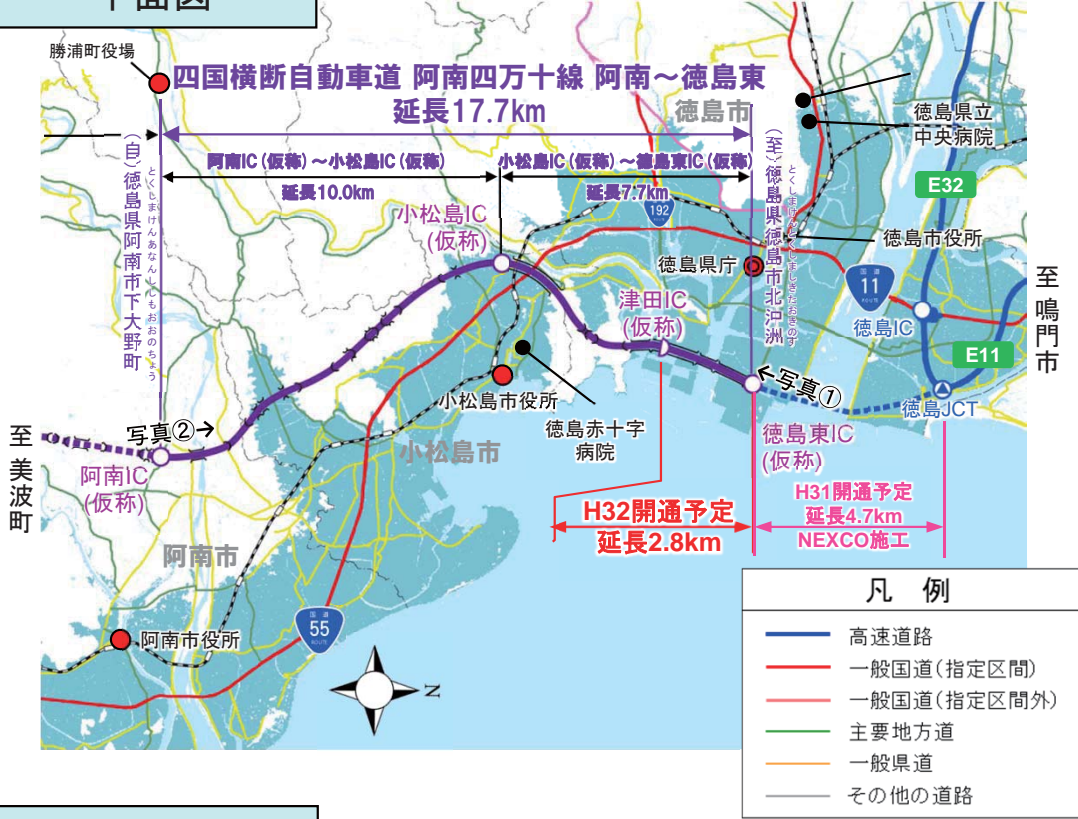 平面図
勝浦町役場
四国横断自動車道 阿南四万十線 阿南～徳島東
延長17.7km
徳島市
徳島県立
中央病院
阿南IC(仮称)～小松島IC(仮称)
延長10.0km
小松島IC(仮称)～徳島東IC(仮称)
延長7.7km
(自)徳島県阿南市下大野町
とくしまけんあなんししもおおのちょう
(至)徳島県徳島市北沖洲
とくしまけんとくしましきたおきのす
E32
小松島IC
(仮称)
192
ROUTE
徳島市役所
徳島県庁
国道
11
ROUTE
至鳴門市
津田IC
(仮称)
徳島IC
E11
←写真①
徳島JCT
小松島市役所
徳島赤十字
病院
徳島東IC
(仮称)
写真②→
至美波町
阿南IC
(仮称)
小松島市
H32開通予定
延長2.8km
H31開通予定
延長4.7km
NEXCO施工
阿南市
国道
55
ROUTE
阿南市役所
N
凡 例
高速道路
一般国道(指定区間)
一般国道(指定区間外)
主要地方道
一般県道
その他の道路